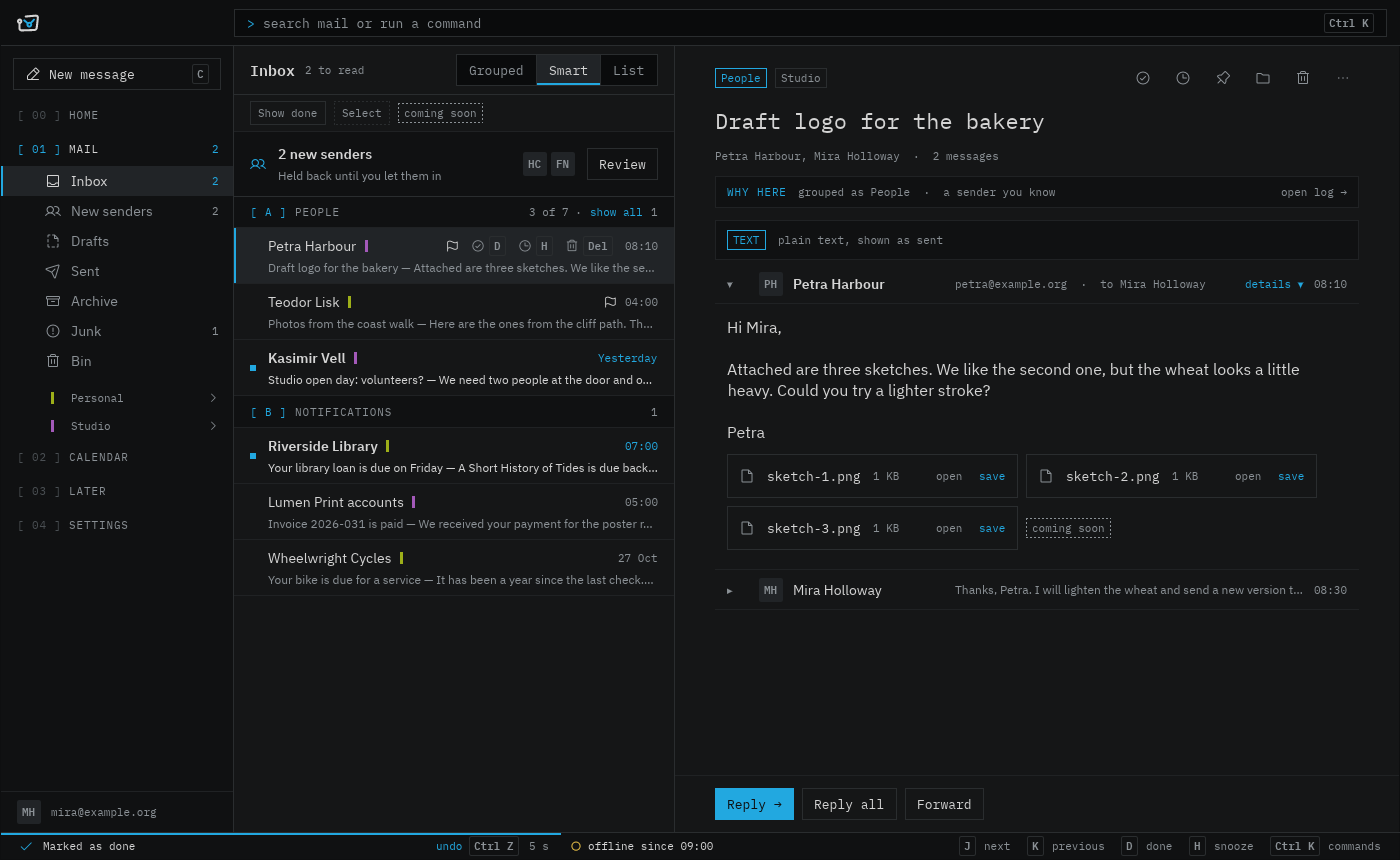 > search mail or run a command Ctrl K
New message C
[ 00 ] HOME
[ 01 ] MAIL 2
Inbox 2
New senders 2
Drafts
Sent
Archive
Junk 1
Bin
Personal
Studio
[ 02 ] CALENDAR
[ 03 ] LATER
[ 04 ] SETTINGS
MH mira@example.org
Inbox 2 to read Grouped Smart List
Show done Select coming soon
2 new senders
Held back until you let them in
HC FN Review
[ A ] PEOPLE 3 of 7 · show all 1
Petra Harbour D H Del 08:10
Draft logo for the bakery — Attached are three sketches. We like the se…
Teodor Lisk 04:00
Photos from the coast walk — Here are the ones from the cliff path. Th…
Kasimir Vell Yesterday
Studio open day: volunteers? — We need two people at the door and o…
[ B ] NOTIFICATIONS 1
Riverside Library 07:00
Your library loan is due on Friday — A Short History of Tides is due back…
Lumen Print accounts 05:00
Invoice 2026-031 is paid — We received your payment for the poster r…
Wheelwright Cycles 27 Oct
Your bike is due for a service — It has been a year since the last check.…
People Studio
Draft logo for the bakery
Petra Harbour, Mira Holloway · 2 messages
WHY HERE grouped as People · a sender you know open log →
TEXT plain text, shown as sent
▾ PH Petra Harbour petra@example.org · to Mira Holloway details ▾ 08:10
Hi Mira,
Attached are three sketches. We like the second one, but the wheat looks a little
heavy. Could you try a lighter stroke?
Petra
sketch-1.png 1 KB open save
sketch-2.png 1 KB open save
sketch-3.png 1 KB open save
coming soon
▸ MH Mira Holloway Thanks, Petra. I will lighten the wheat and send a new version t… 08:30
Reply → Reply all Forward
Marked as done undo Ctrl Z 5 s offline since 09:00 J next K previous D done H snooze Ctrl K commands